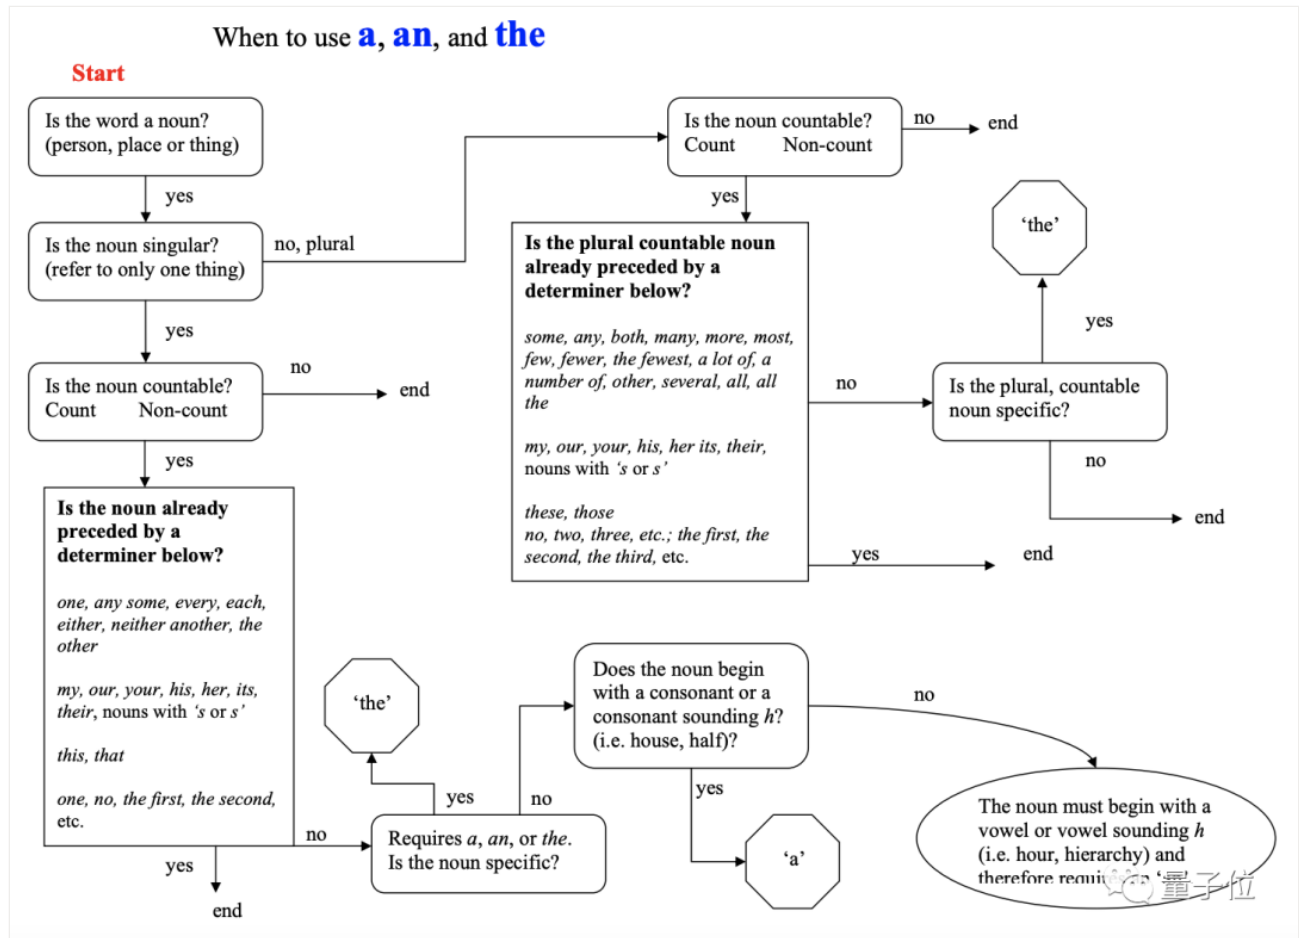 When to use a, an, and the
Start
Is the word a noun?
(person, place or thing)
yes
Is the noun singular?
(refer to only one thing)
no, plural
yes
Is the noun countable?
Count Non-count
no
end
yes
Is the noun already
preceded by a
determiner below?
one, any some, every, each,
either, neither another, the
other
my, our, your, his, her, its,
their, nouns with ‘s or s’
this, that
one, no, the first, the second,
etc.
yes
end
no
Requires a, an, or the.
Is the noun specific?
yes
‘the’
no
Does the noun begin
with a consonant or a
consonant sounding h?
(i.e. house, half)?
yes
‘a’
no
The noun must begin with a
vowel or vowel sounding h
(i.e. hour, hierarchy) and
therefore
Is the noun countable?
Count Non-count
no
end
yes
Is the plural countable noun
already preceded by a
determiner below?
some, any, both, many, more, most,
few, fewer, the fewest, a lot of, a
number of, other, several, all, all
the
my, our, your, his, her its, their,
nouns with ‘s or s’
these, those
no, two, three, etc.; the first, the
second, the third, etc.
yes
end
no
Is the plural, countable
noun specific?
yes
‘the’
no
end
量子位